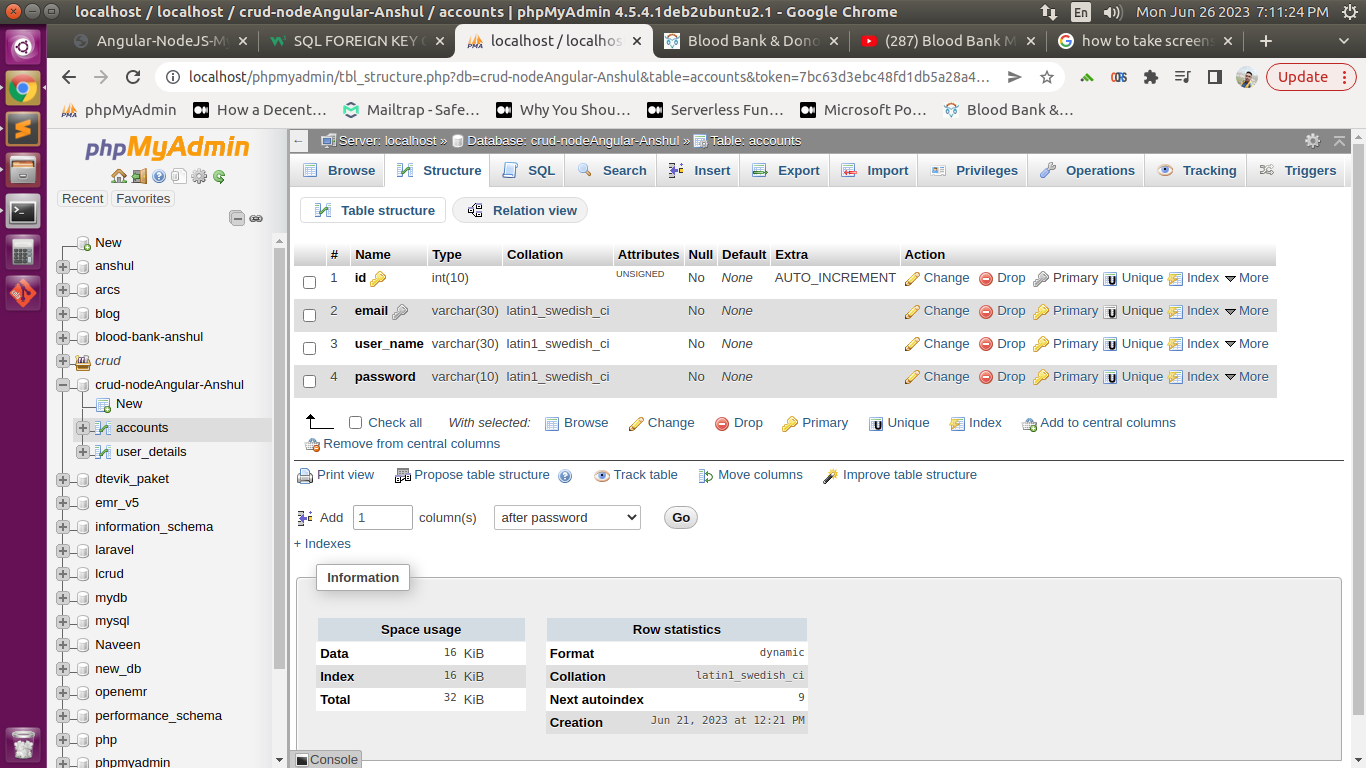 localhost / localhost / crud-nodeAngular-Anshul / accounts | phpMyAdmin 4.5.4.1deb2ubuntu2.1 - Google Chrome
En
Mon Jun 26 2023 7:11:24 PM
Angular-NodeJS-My
SQL FOREIGN KEY C
localhost / localhos
Blood Bank & Dono
(287) Blood Bank M
how to take screens
localhost/phpmyadmin/tbl_structure.php?db=crud-nodeAngular-Anshul&table=accounts&token=7bc63d3ebc48fd1db5a28a4…
Update
phpMyAdmin
How a Decent…
Mailtrap - Safe…
Why You Shou…
Serverless Fun…
Microsoft Po…
Blood Bank &…
phpMyAdmin
Recent
Favorites
New
anshul
arcs
blog
blood-bank-anshul
crud
crud-nodeAngular-Anshul
New
accounts
user_details
dtevik_paket
emr_v5
information_schema
laravel
lcrud
mydb
mysql
Naveen
new_db
openemr
performance_schema
php
phpmyadmin
Server: localhost » Database: crud-nodeAngular-Anshul » Table: accounts
Browse Structure SQL Search Insert Export Import Privileges Operations Tracking Triggers
Table structure Relation view
# Name Type Collation Attributes Null Default Extra Action
1 id int(10) UNSIGNED No None AUTO_INCREMENT Change Drop Primary Unique Index More
2 email varchar(30) latin1_swedish_ci No None Change Drop Primary Unique Index More
3 user_name varchar(30) latin1_swedish_ci No None Change Drop Primary Unique Index More
4 password varchar(10) latin1_swedish_ci No None Change Drop Primary Unique Index More
Check all With selected: Browse Change Drop Primary Unique Index Add to central columns
Remove from central columns
Print view Propose table structure Track table Move columns Improve table structure
Add 1 column(s) after password Go
+ Indexes
Information
Space usage
Data 16 KiB
Index 16 KiB
Total 32 KiB
Row statistics
Format dynamic
Collation latin1_swedish_ci
Next autoindex 9
Creation Jun 21, 2023 at 12:21 PM
Console